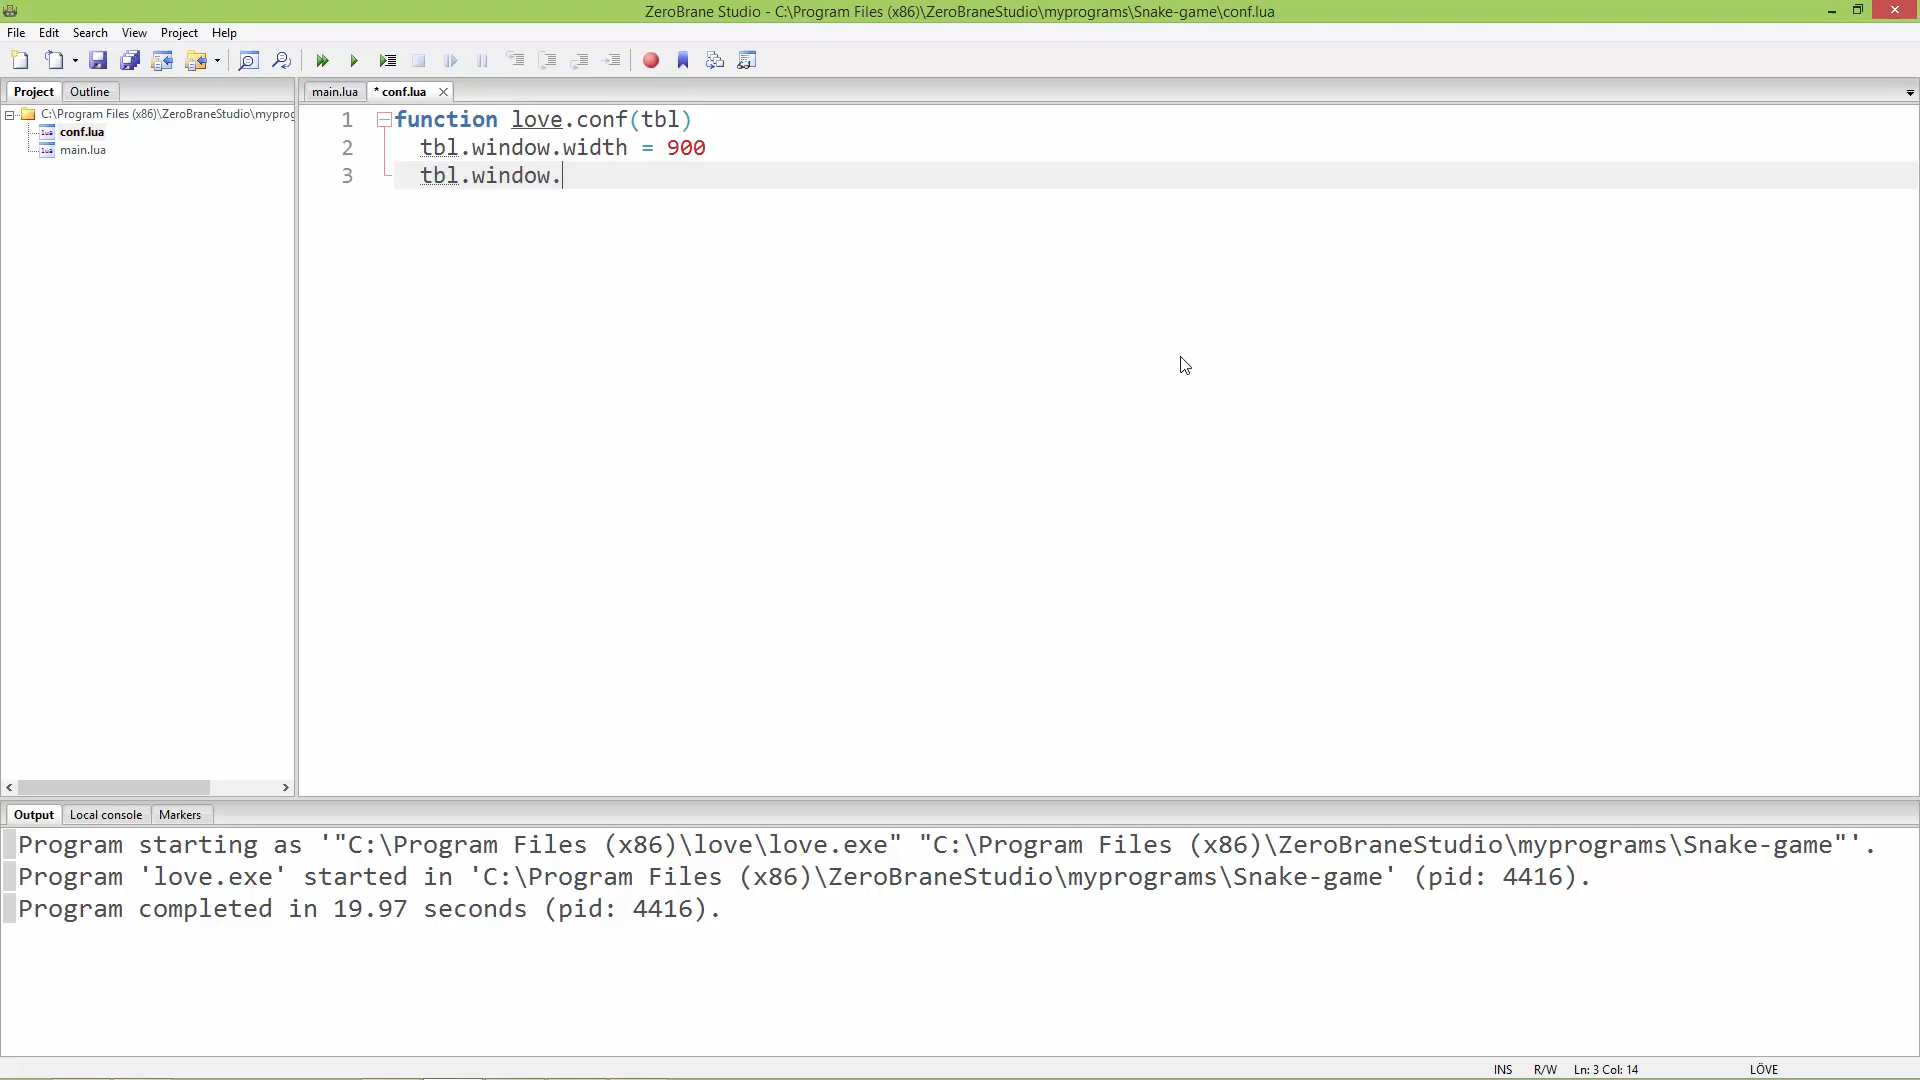 ZeroBrane Studio - C:\Program Files (x86)\ZeroBraneStudio\myprograms\Snake-game\conf.lua
File Edit Search View Project Help
Project Outline
C:\Program Files (x86)\ZeroBraneStudio\myprog
conf.lua
main.lua
main.lua * conf.lua
1 function love.conf(tbl)
2 tbl.window.width = 900
3 tbl.window.
Output Local console Markers
Program starting as '"C:\Program Files (x86)\love\love.exe" "C:\Program Files (x86)\ZeroBraneStudio\myprograms\Snake-game"'.
Program 'love.exe' started in 'C:\Program Files (x86)\ZeroBraneStudio\myprograms\Snake-game' (pid: 4416).
Program completed in 19.97 seconds (pid: 4416).
INS R/W Ln: 3 Col: 14 LÖVE